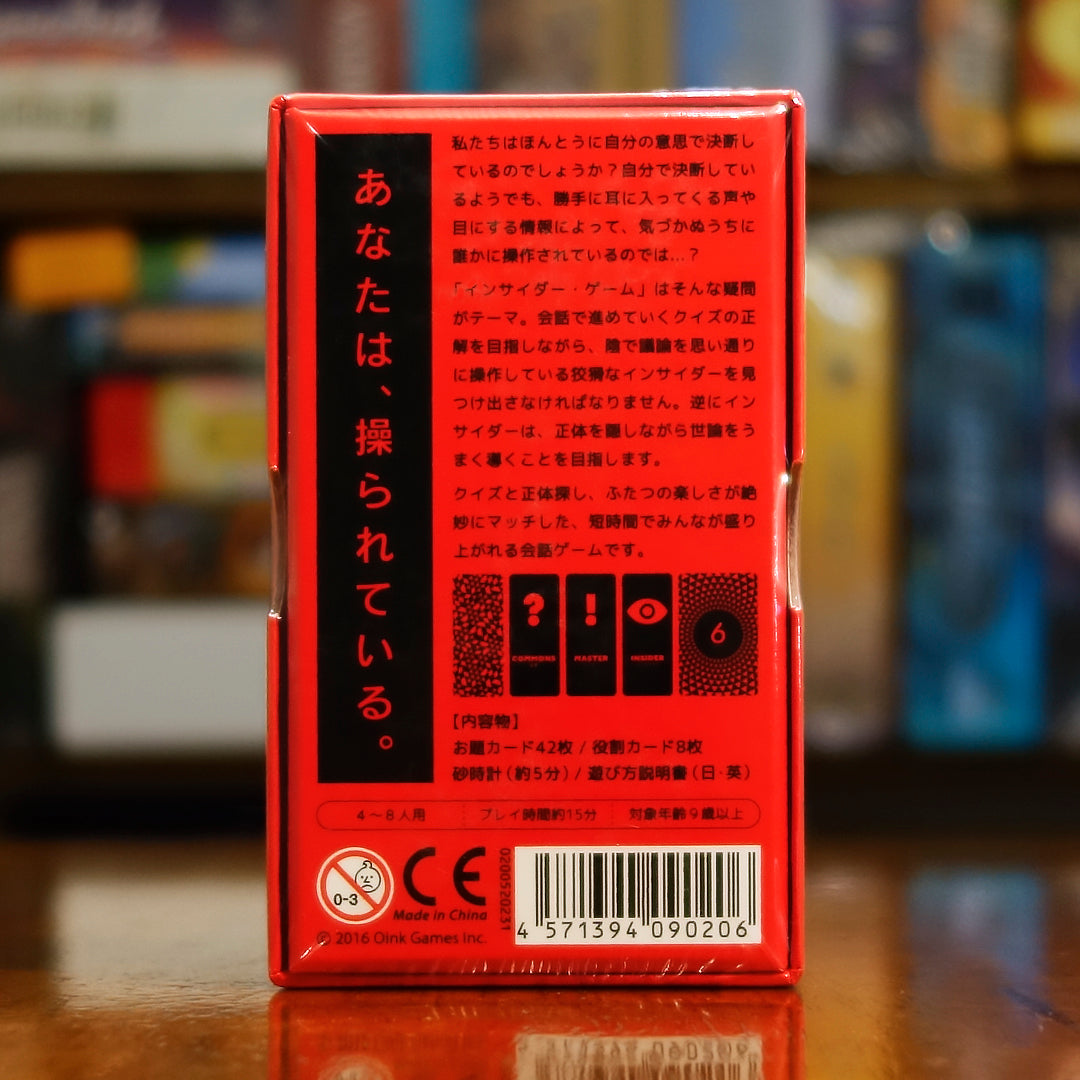 あなたは、操られている。
私たちはほんとうに自分の意思で決断し
ているのでしょうか？自分で決断してい
るようでも、勝手に耳に入ってくる声や
目にする情報によって、気づかぬうちに
誰かに操作されているのでは…？
「インサイダー・ゲーム」はそんな疑問
がテーマ。会話で進めていくクイズの正
解を目指しながら、陰で議論を思い通り
に操作している狡猾なインサイダーを見
つけ出さなければなりません。逆にイン
サイダーは、正体を隠しながら世論をう
まく導くことを目指します。
クイズと正体探し、ふたつの楽しさが絶
妙にマッチした、短時間でみんなが盛り
上がれる会話ゲームです。
? ! 6
COMMONS MASTER INSIDER
【内容物】
お題カード42枚 / 役割カード8枚
砂時計（約5分）/ 遊び方説明書（日・英）
4〜8人用 プレイ時間約15分 対象年齢9歳以上
0-3
CE
Made in China
© 2016 Oink Games Inc.
0200520231
4 571394 090206